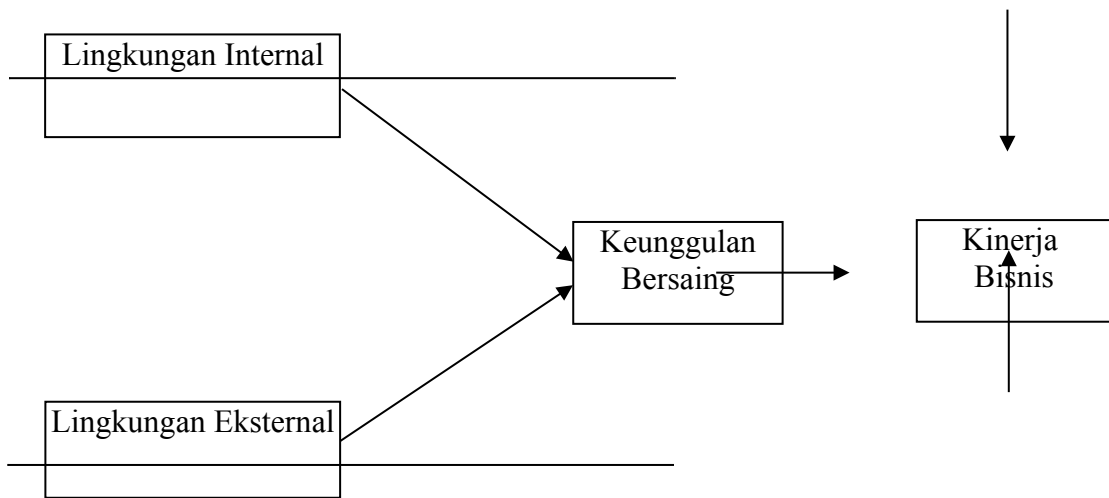 Lingkungan Internal
Keunggulan
Bersaing
Kinerja
Bisnis
Lingkungan Eksternal